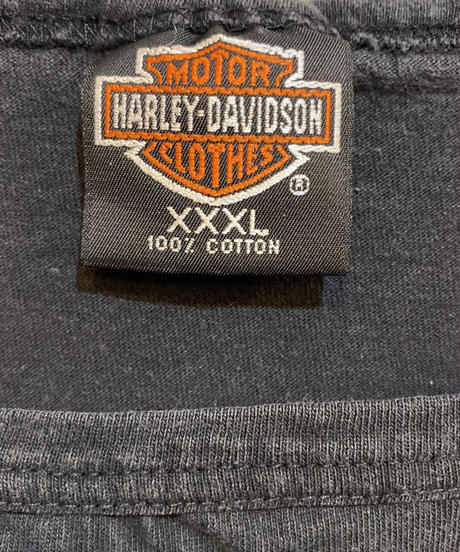 MOTOR
HARLEY-DAVIDSON
CLOTHES
®
XXXL
100% COTTON